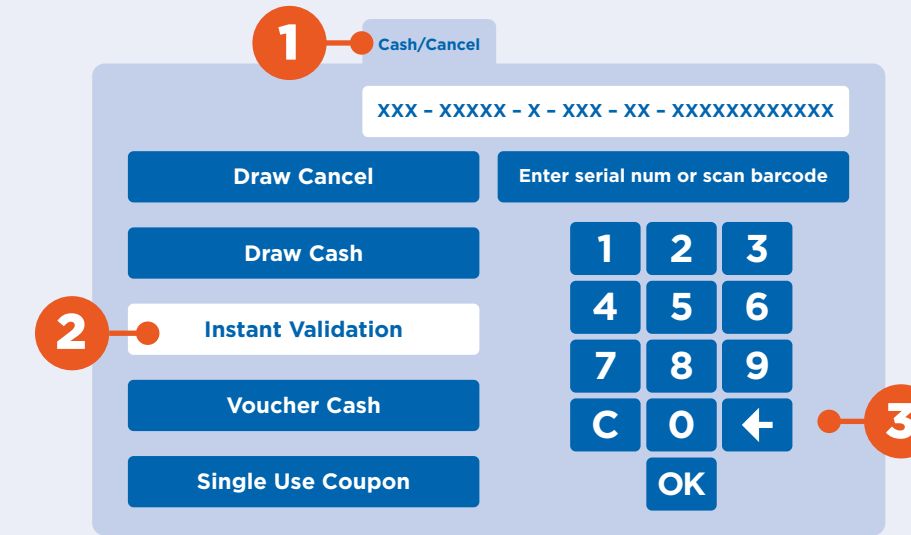 1
Cash/Cancel
XXX – XXXXX – X – XXX – XX – XXXXXXXXXXXX
Draw Cancel
Enter serial num or scan barcode
Draw Cash
1 2 3
2
Instant Validation
4 5 6
7 8 9
Voucher Cash
C 0
3
Single Use Coupon
OK